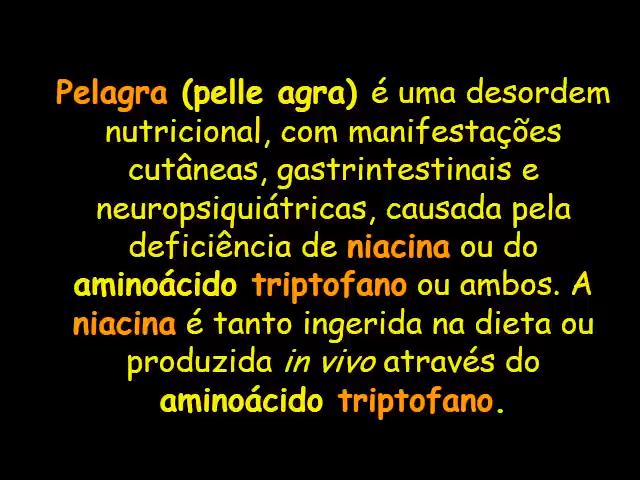 Pelagra (pelle agra) é uma desordem
nutricional, com manifestações
cutâneas, gastrintestinais e
neuropsiquiátricas, causada pela
deficiência de niacina ou do
aminoácido triptofano ou ambos. A
niacina é tanto ingerida na dieta ou
produzida in vivo através do
aminoácido triptofano.